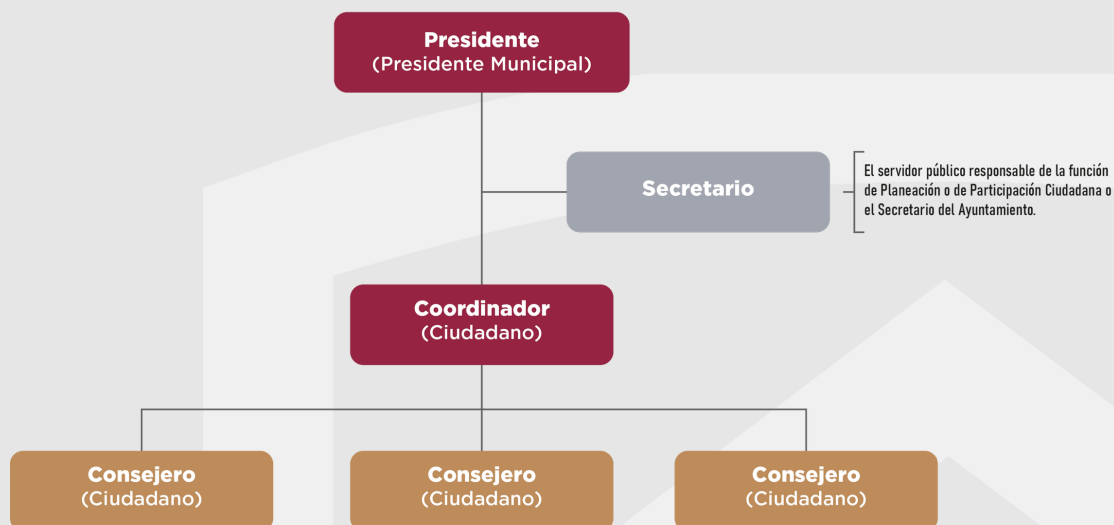 Presidente
(Presidente Municipal)
Secretario
El servidor público responsable de la función
de Planeación o de Participación Ciudadana o
el Secretario del Ayuntamiento.
Coordinador
(Ciudadano)
Consejero
(Ciudadano)
Consejero
(Ciudadano)
Consejero
(Ciudadano)